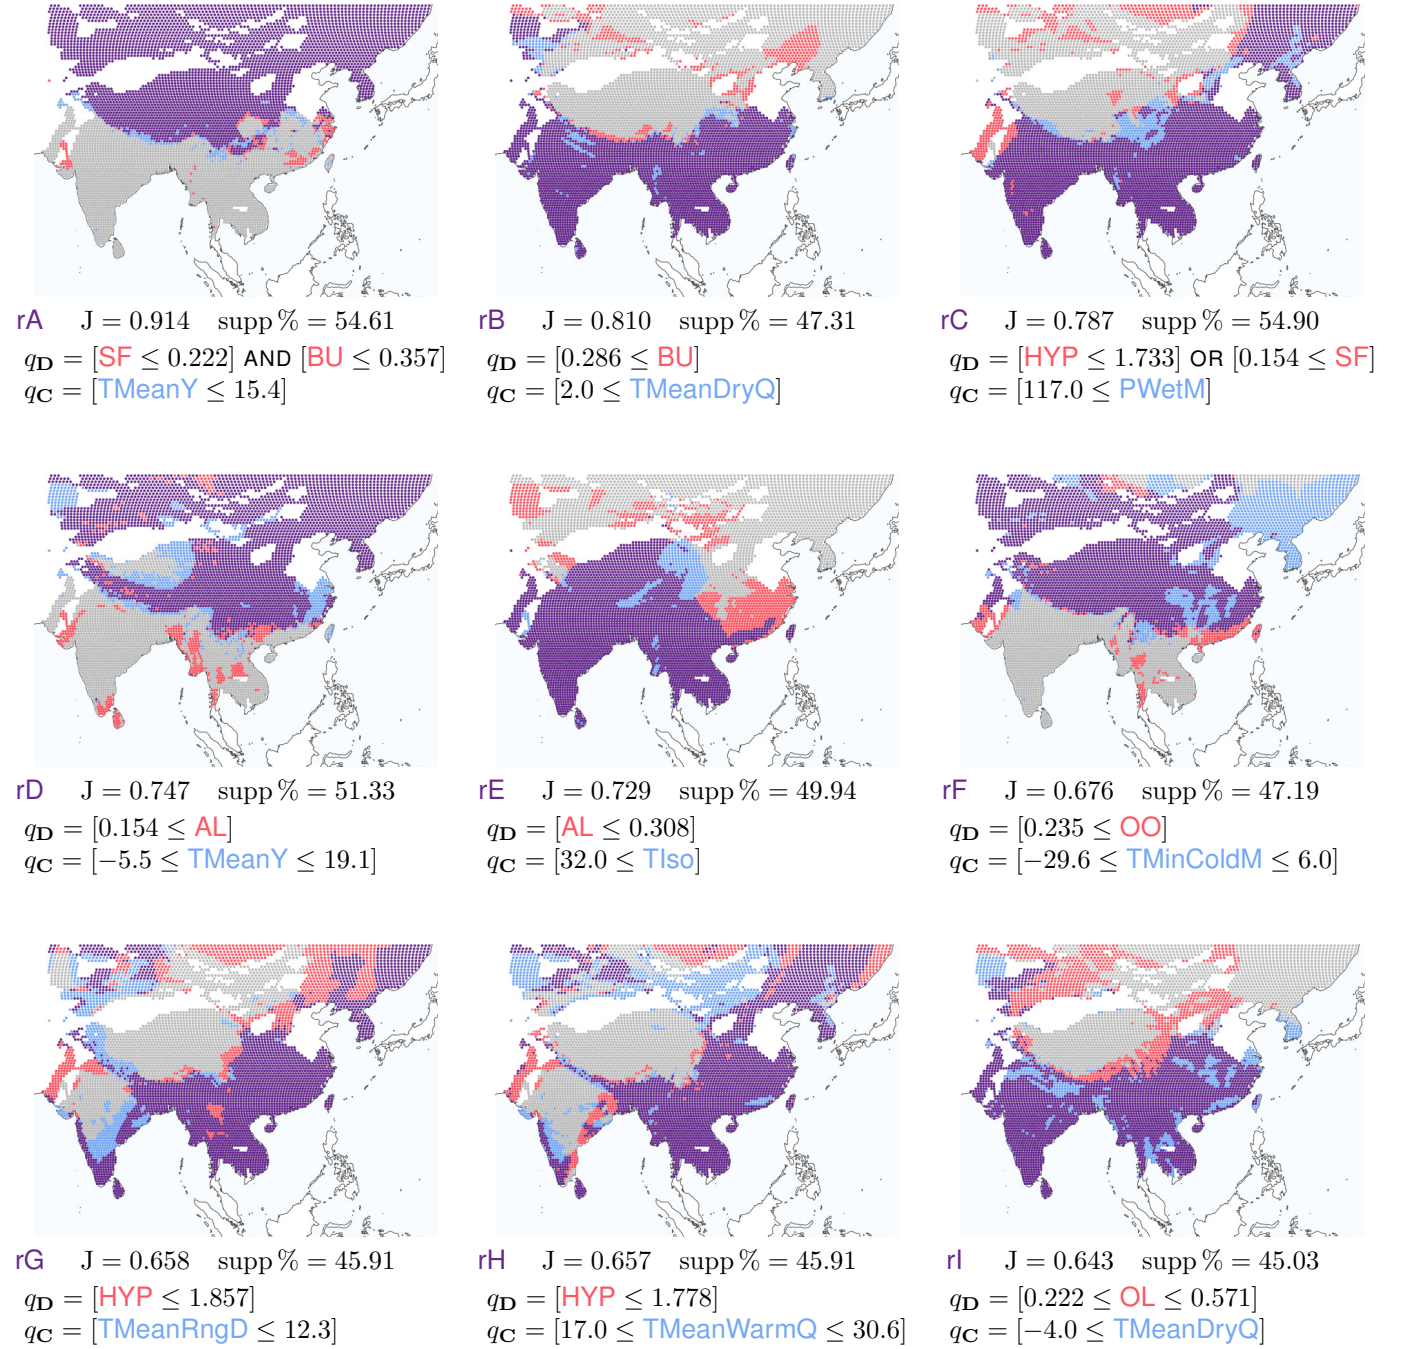 rA J = 0.914 supp % = 54.61
q_D = [SF ≤ 0.222] AND [BU ≤ 0.357]
q_C = [TMeanY ≤ 15.4]
rB J = 0.810 supp % = 47.31
q_D = [0.286 ≤ BU]
q_C = [2.0 ≤ TMeanDryQ]
rC J = 0.787 supp % = 54.90
q_D = [HYP ≤ 1.733] OR [0.154 ≤ SF]
q_C = [117.0 ≤ PWetM]
rD J = 0.747 supp % = 51.33
q_D = [0.154 ≤ AL]
q_C = [−5.5 ≤ TMeanY ≤ 19.1]
rE J = 0.729 supp % = 49.94
q_D = [AL ≤ 0.308]
q_C = [32.0 ≤ TIso]
rF J = 0.676 supp % = 47.19
q_D = [0.235 ≤ OO]
q_C = [−29.6 ≤ TMinColdM ≤ 6.0]
rG J = 0.658 supp % = 45.91
q_D = [HYP ≤ 1.857]
q_C = [TMeanRngD ≤ 12.3]
rH J = 0.657 supp % = 45.91
q_D = [HYP ≤ 1.778]
q_C = [17.0 ≤ TMeanWarmQ ≤ 30.6]
rI J = 0.643 supp % = 45.03
q_D = [0.222 ≤ OL ≤ 0.571]
q_C = [−4.0 ≤ TMeanDryQ]